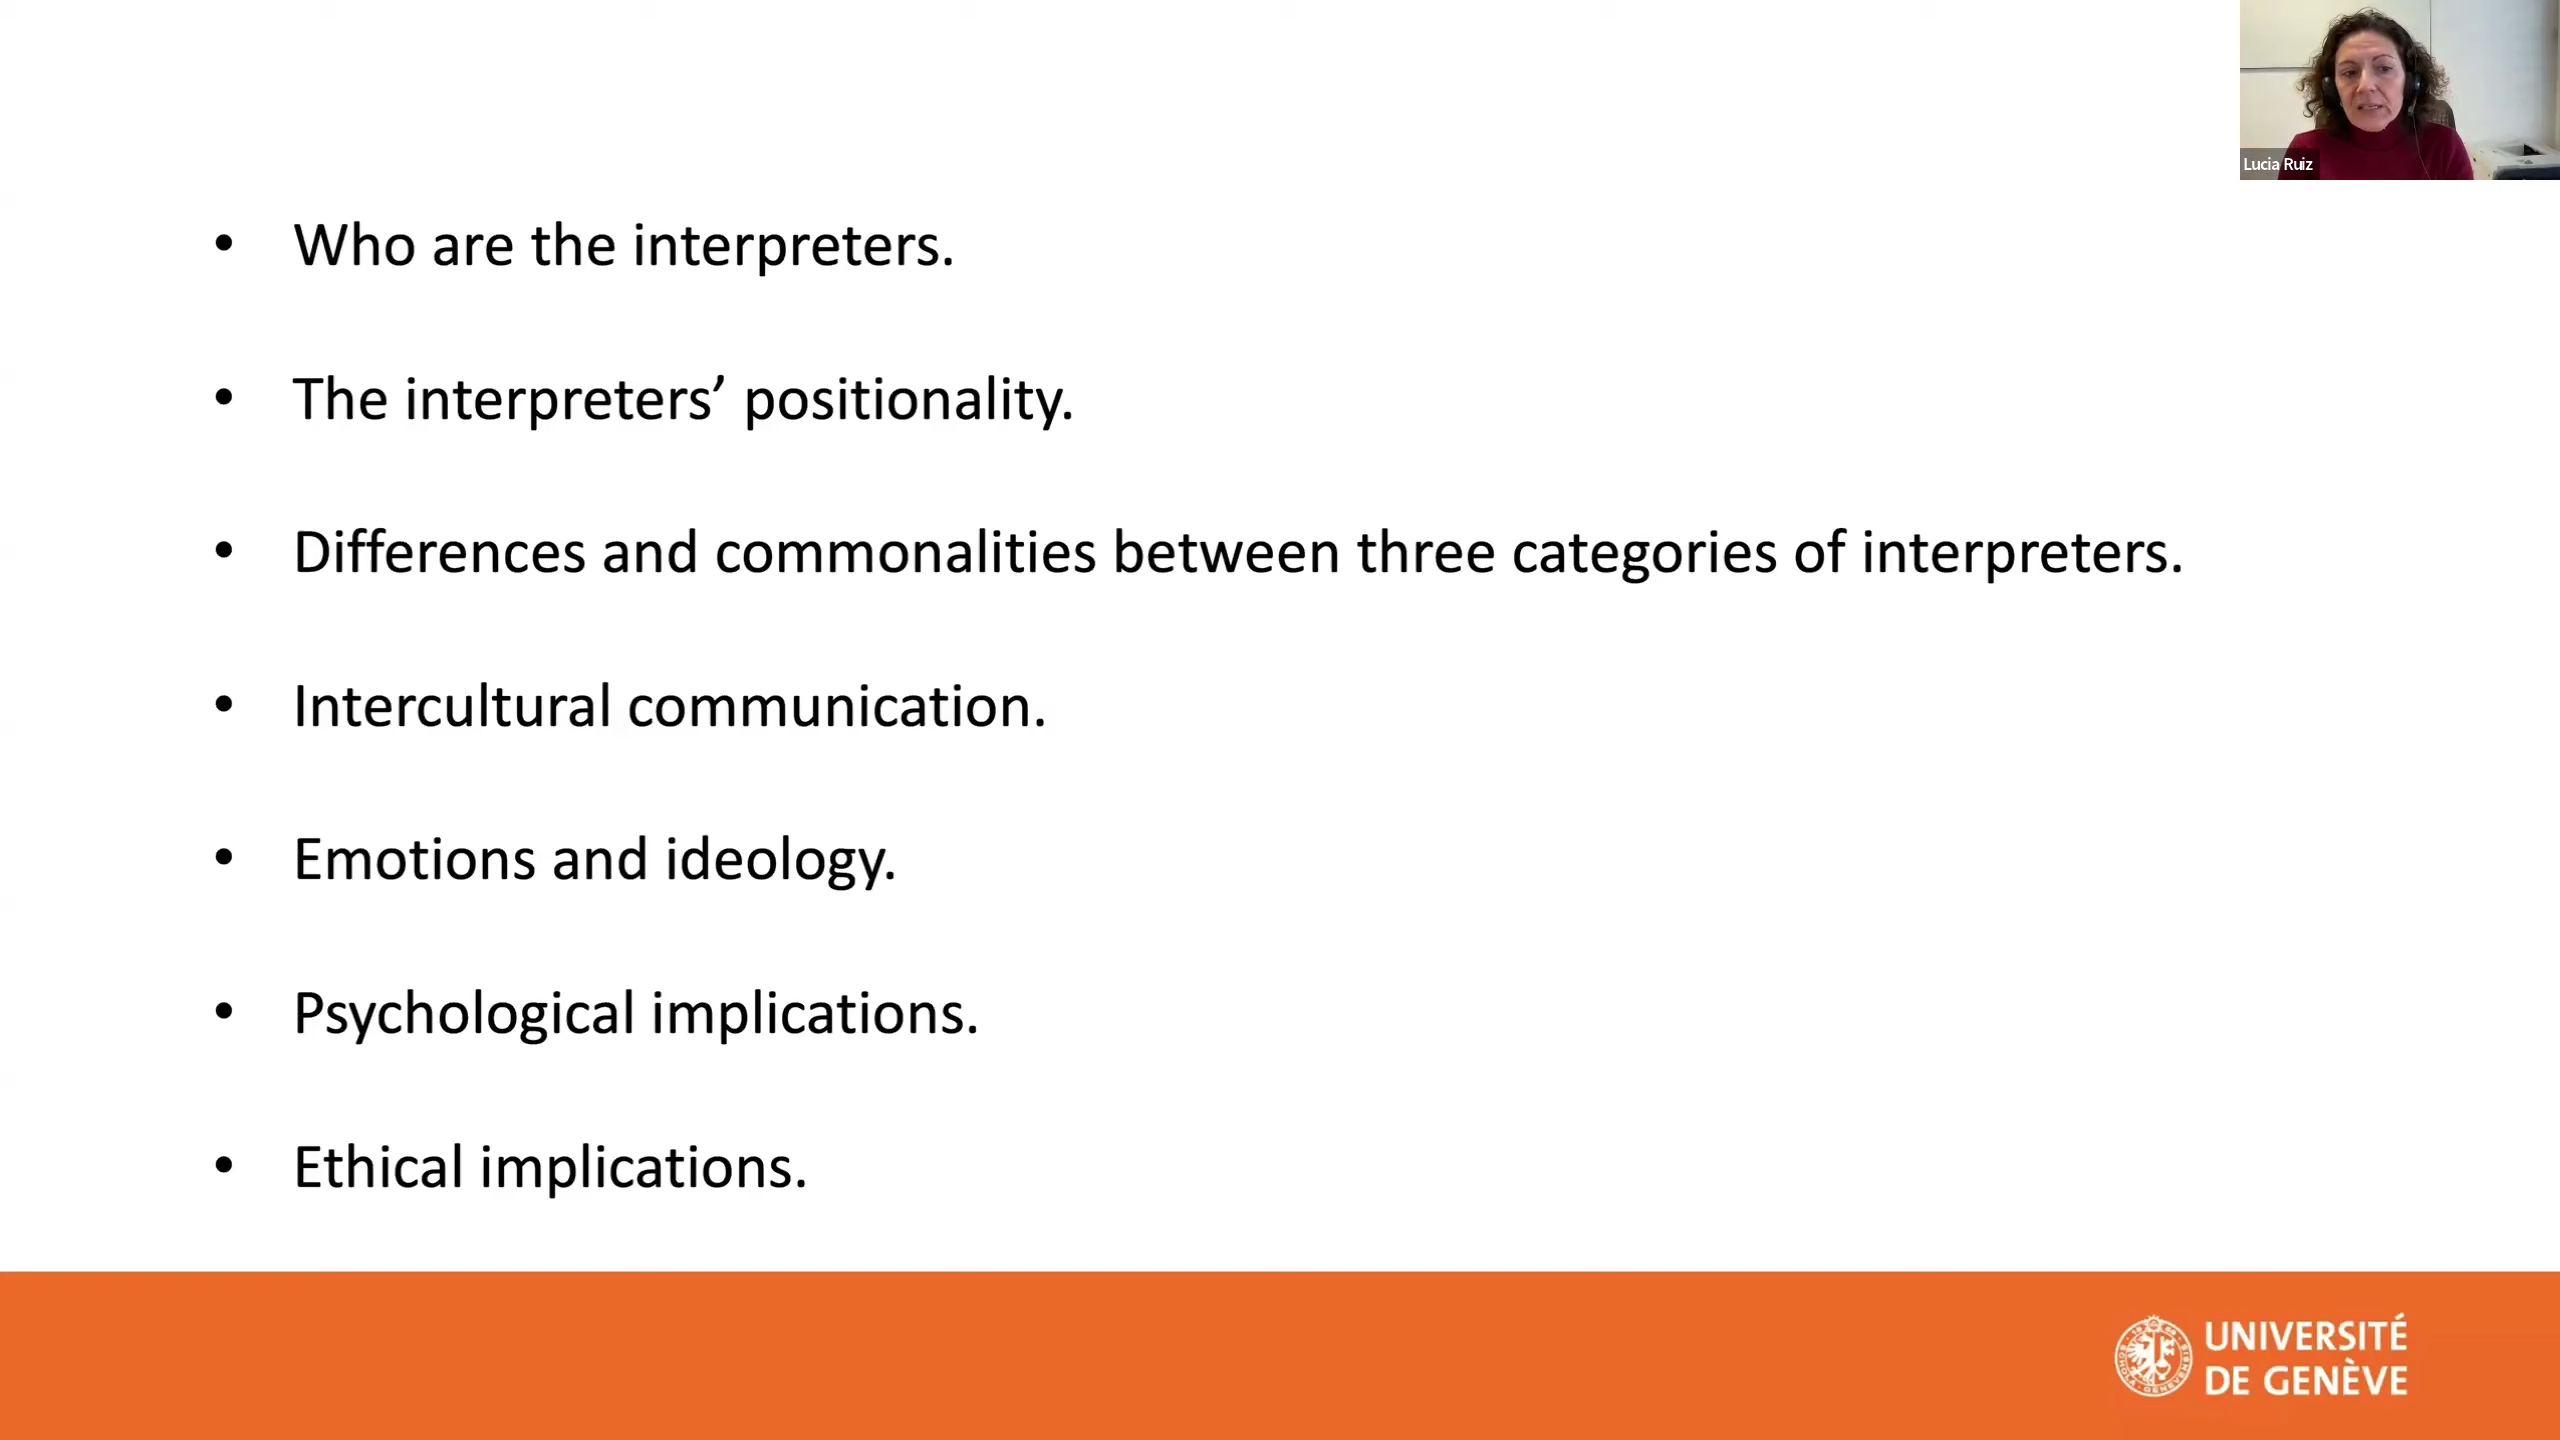 Lucia Ruiz
• Who are the interpreters.
• The interpreters’ positionality.
• Differences and commonalities between three categories of interpreters.
• Intercultural communication.
• Emotions and ideology.
• Psychological implications.
• Ethical implications.
UNIVERSITÉ
DE GENÈVE